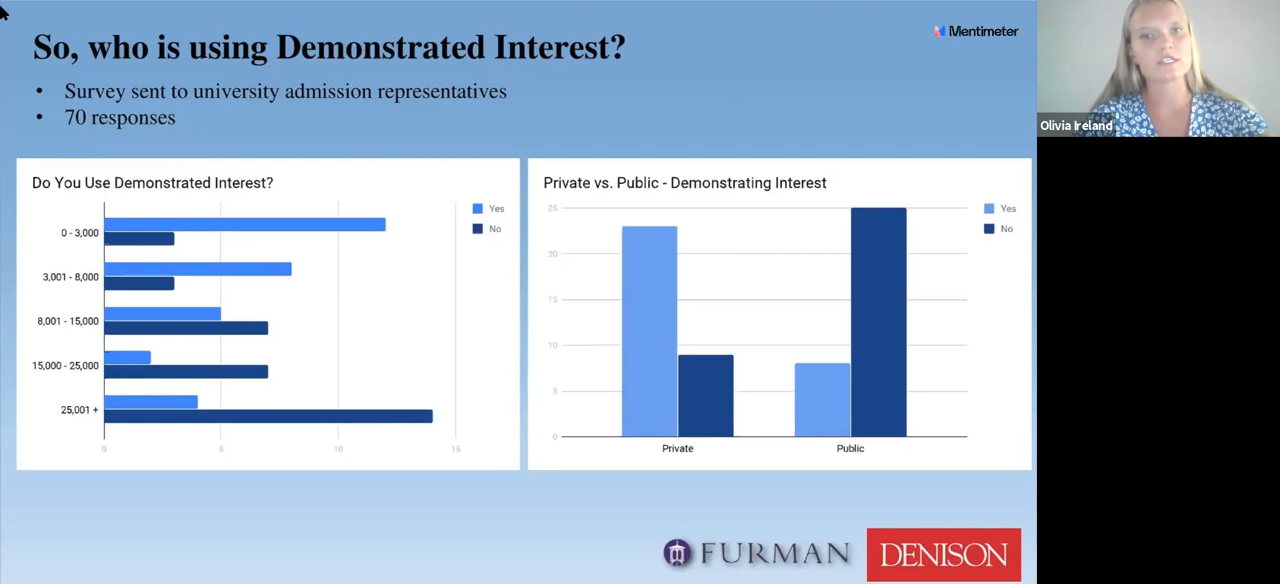 So, who is using Demonstrated Interest?
Mentimeter
• Survey sent to university admission representatives
• 70 responses
Olivia Ireland
Do You Use Demonstrated Interest?
Yes
No
0 - 3,000
3,001 - 8,000
8,001 - 15,000
15,000 - 25,000
25,001 +
0 5 10 15
Private vs. Public - Demonstrating Interest
Yes
No
25
20
15
10
5
0
Private Public
FURMAN
DENISON